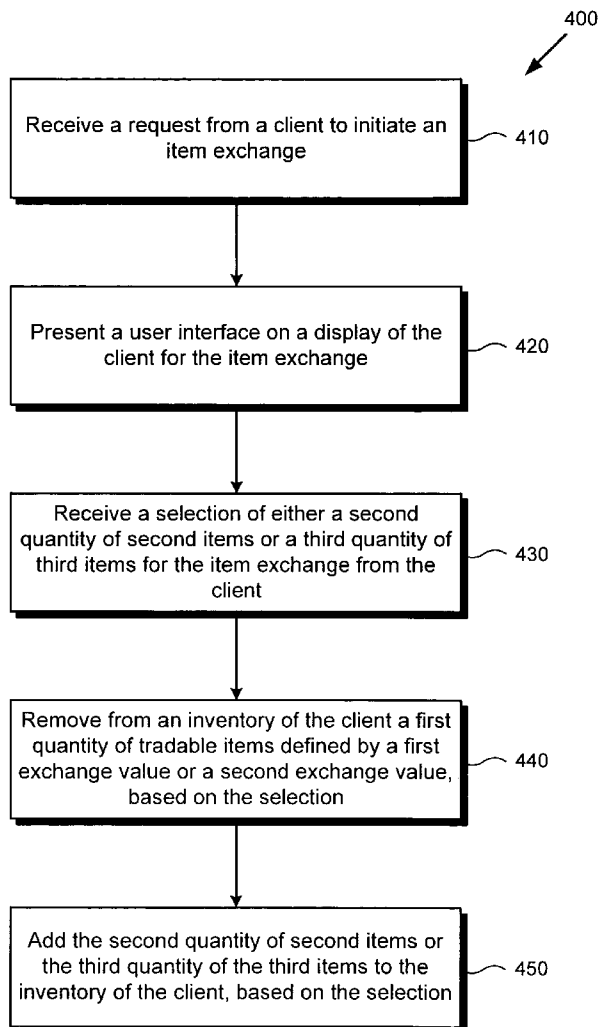 400
Receive a request from a client to initiate an
item exchange
410
Present a user interface on a display of the
client for the item exchange
420
Receive a selection of either a second
quantity of second items or a third quantity of
third items for the item exchange from the
client
430
Remove from an inventory of the client a first
quantity of tradable items defined by a first
exchange value or a second exchange value,
based on the selection
440
Add the second quantity of second items or
the third quantity of the third items to the
inventory of the client, based on the selection
450